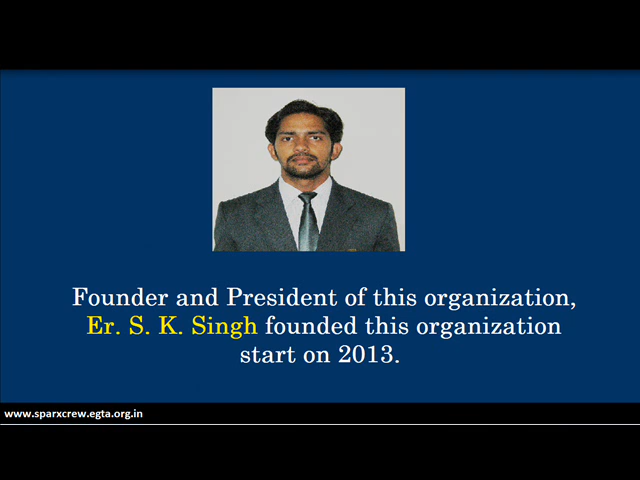 Founder and President of this organization,
Er. S. K. Singh founded this organization
start on 2013.
www.sparxcrew.egta.org.in